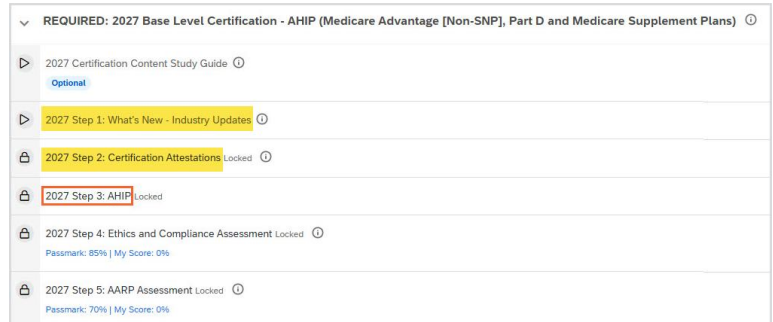 REQUIRED: 2027 Base Level Certification - AHIP (Medicare Advantage [Non-SNP], Part D and Medicare Supplement Plans)
2027 Certification Content Study Guide
Optional
2027 Step 1: What's New - Industry Updates
2027 Step 2: Certification Attestations Locked
2027 Step 3: AHIP Locked
2027 Step 4: Ethics and Compliance Assessment Locked
Passmark: 85% | My Score: 0%
2027 Step 5: AARP Assessment Locked
Passmark: 70% | My Score: 0%